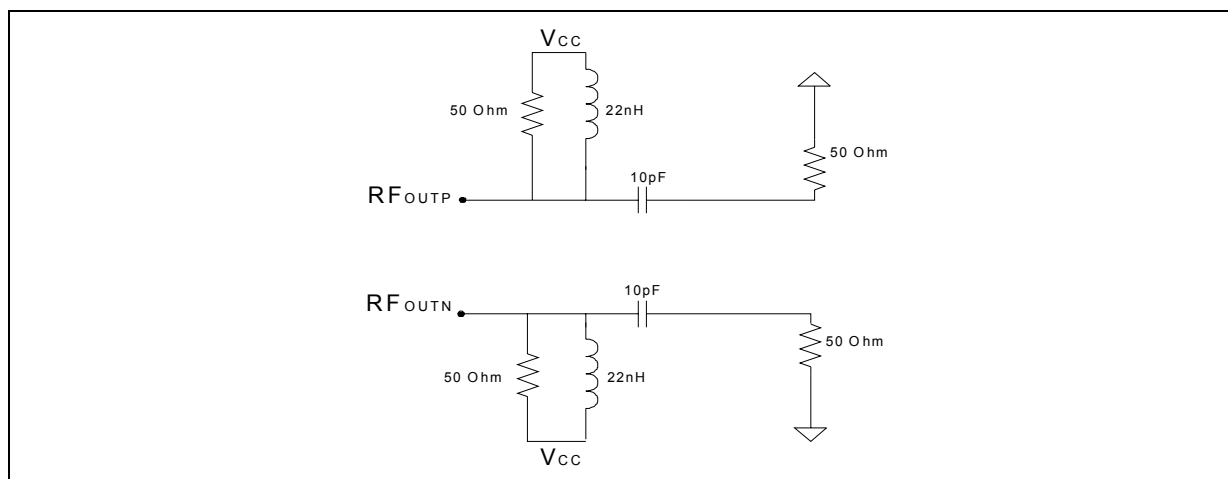 VCC
50 Ohm
22nH
50 Ohm
10pF
RFOUTP
10pF
RFOUTN
50 Ohm
50 Ohm
22nH
VCC